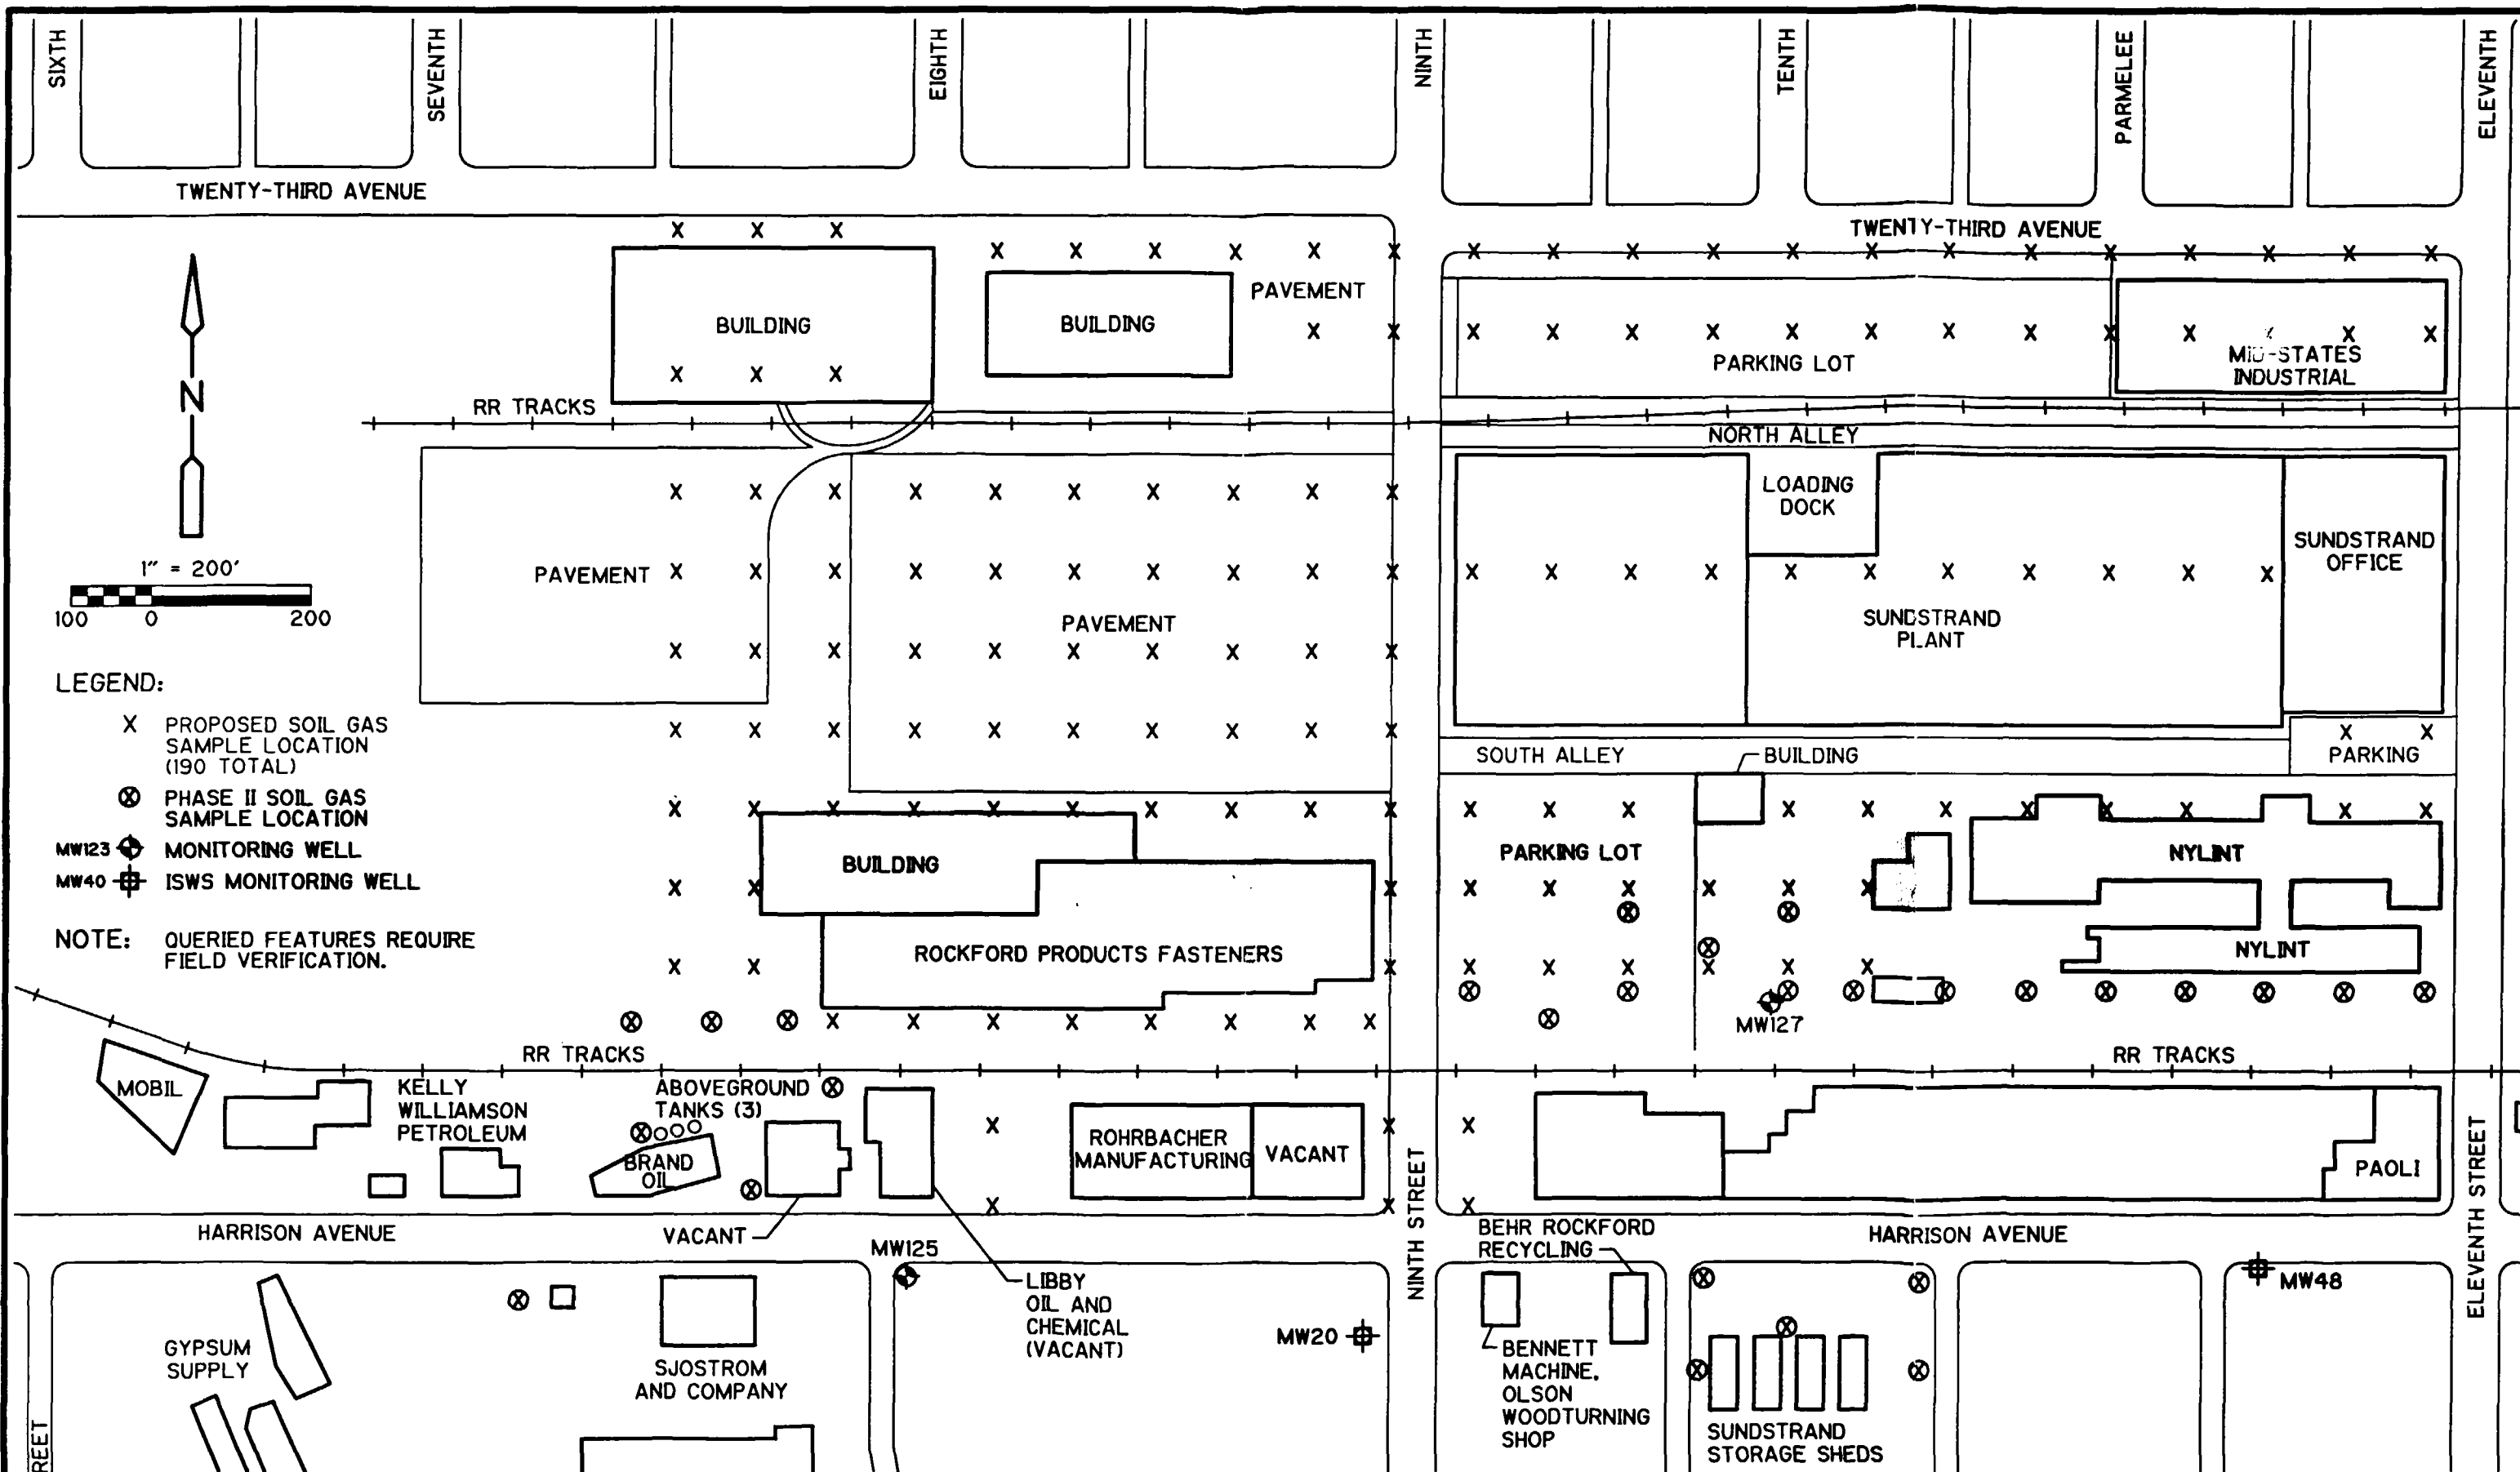 SIXTH
SEVENTH
EIGHTH
NINTH
TENTH
PARMELEE
ELEVENTH
TWENTY-THIRD AVENUE
TWENTY-THIRD AVENUE
BUILDING
BUILDING
PAVEMENT
PARKING LOT
MID-STATES
INDUSTRIAL
N
RR TRACKS
NORTH ALLEY
LOADING
DOCK
SUNDSTRAND
OFFICE
1" = 200'
100 0 200
PAVEMENT
PAVEMENT
SUNDSTRAND
PLANT
LEGEND:
X PROPOSED SOIL GAS
SAMPLE LOCATION
(190 TOTAL)
PHASE II SOIL GAS
SAMPLE LOCATION
MW123 MONITORING WELL
MW40 ISWS MONITORING WELL
NOTE: QUERIED FEATURES REQUIRE
FIELD VERIFICATION.
SOUTH ALLEY
BUILDING
PARKING
BUILDING
PARKING LOT
NYLINT
ROCKFORD PRODUCTS FASTENERS
NYLINT
MW127
RR TRACKS
RR TRACKS
MOBIL
KELLY
WILLIAMSON
PETROLEUM
ABOVEGROUND
TANKS (3)
BRAND
OIL
ROHRBACHER
MANUFACTURING
VACANT
PAOLI
NINTH STREET
ELEVENTH STREET
HARRISON AVENUE
VACANT
MW125
BEHR ROCKFORD
RECYCLING
HARRISON AVENUE
LIBBY
OIL AND
CHEMICAL
(VACANT)
MW20
MW48
GYPSUM
SUPPLY
SJOSTROM
AND COMPANY
BENNETT
MACHINE,
OLSON
WOODTURNING
SHOP
SUNDSTRAND
STORAGE SHEDS
REET